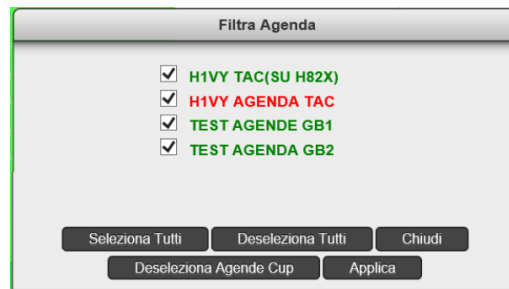 Filtra Agenda
H1VY TAC(SU H82X)
H1VY AGENDA TAC
TEST AGENDE GB1
TEST AGENDA GB2
Seleziona Tutti Deseleziona Tutti Chiudi
Deseleziona Agende Cup Applica